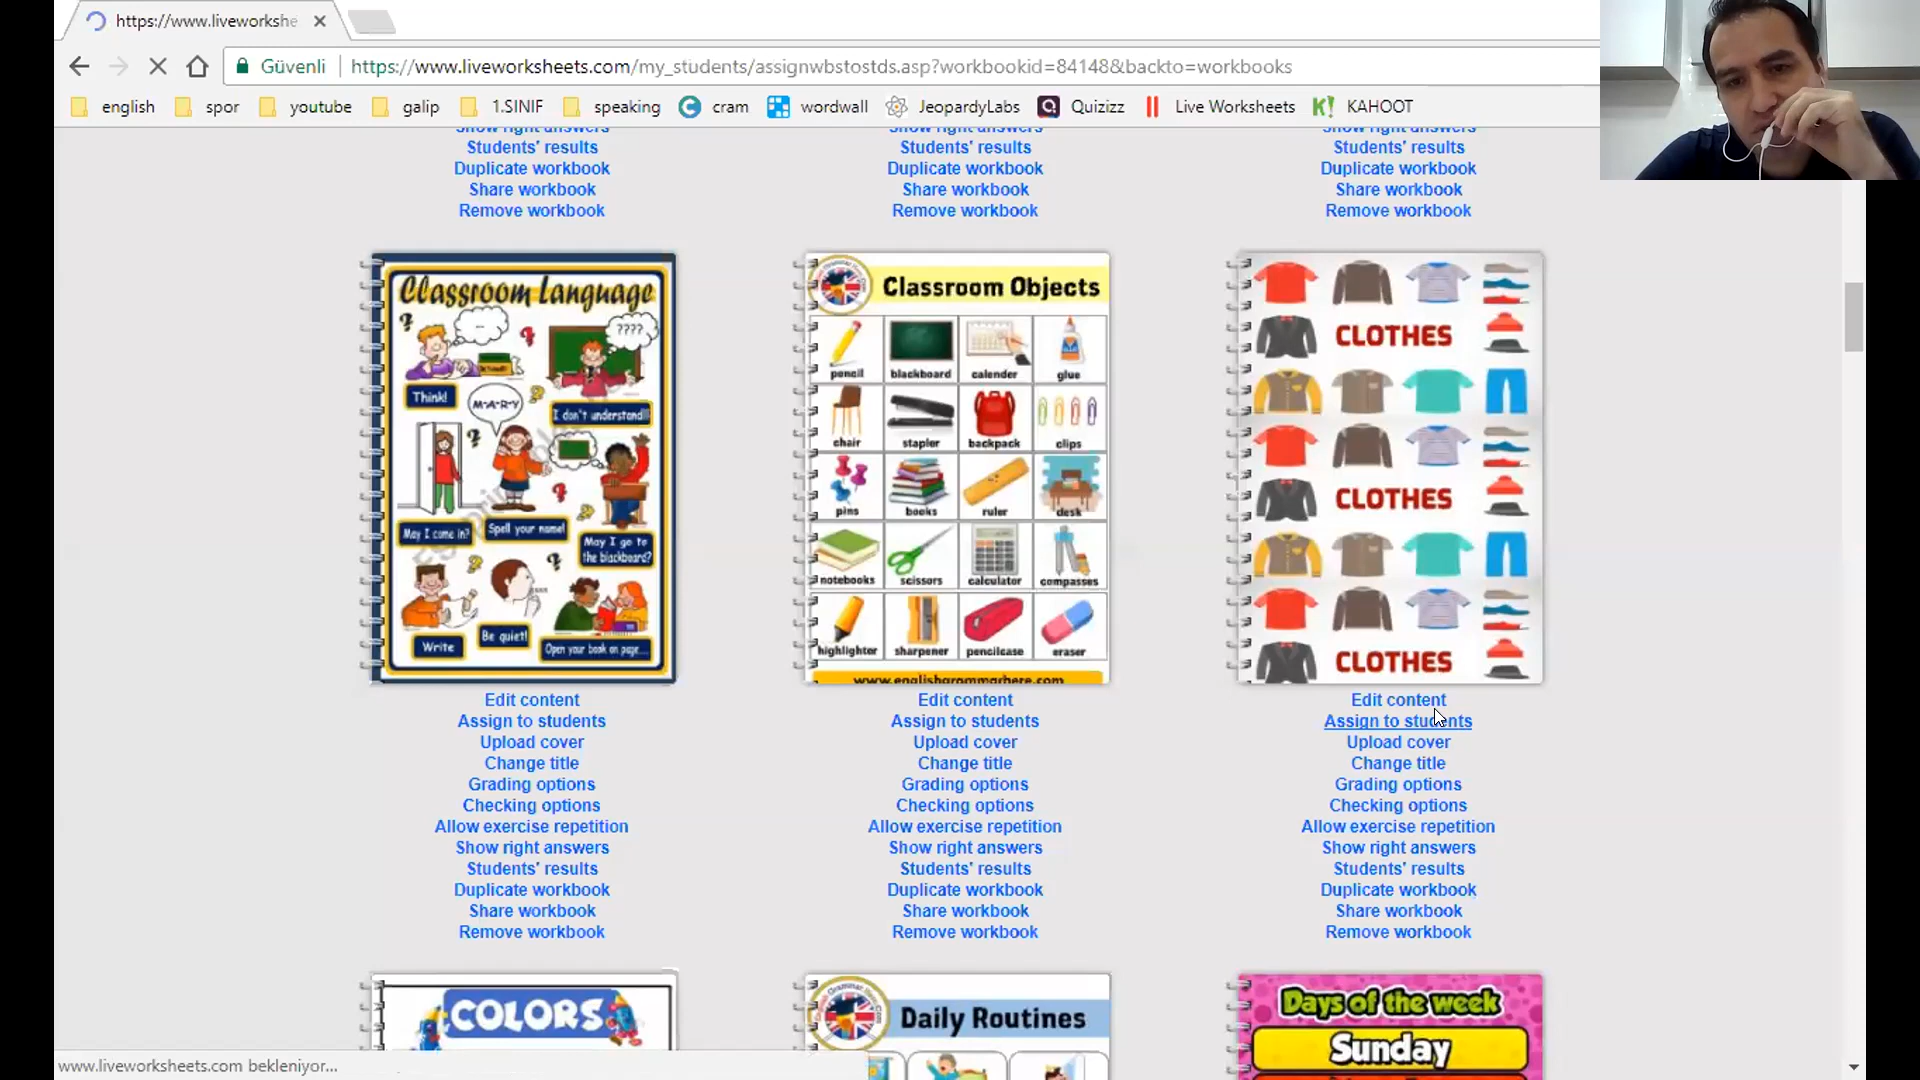 https://www.liveworkshe
Güvenli https://www.liveworksheets.com/my_students/assignwbstostds.asp?workbookid=84148&backto=workbooks
english spor youtube galip 1.SINIF speaking cram wordwall JeopardyLabs Quizizz Live Worksheets KAHOOT
Show right answers Show right answers Show right answers
Students' results Students' results Students' results
Duplicate workbook Duplicate workbook Duplicate workbook
Share workbook Share workbook Share workbook
Remove workbook Remove workbook Remove workbook
Classroom Language
????
Think!
M-A-R-Y
I don't understand!!
May I come in?
Spell your name!
May I go to
the blackboard?
Write
Be quiet!
Open your book on page....
Classroom Objects
pencil blackboard calender glue
chair stapler backpack clips
pins books ruler desk
notebooks scissors calculator compasses
highlighter sharpener pencilcase eraser
www.englishgrammarhere.com
CLOTHES
CLOTHES
CLOTHES
Edit content Edit content Edit content
Assign to students Assign to students Assign to students
Upload cover Upload cover Upload cover
Change title Change title Change title
Grading options Grading options Grading options
Checking options Checking options Checking options
Allow exercise repetition Allow exercise repetition Allow exercise repetition
Show right answers Show right answers Show right answers
Students' results Students' results Students' results
Duplicate workbook Duplicate workbook Duplicate workbook
Share workbook Share workbook Share workbook
Remove workbook Remove workbook Remove workbook
COLORS
Daily Routines
Days of the week
Sunday
www.liveworksheets.com bekleniyor...